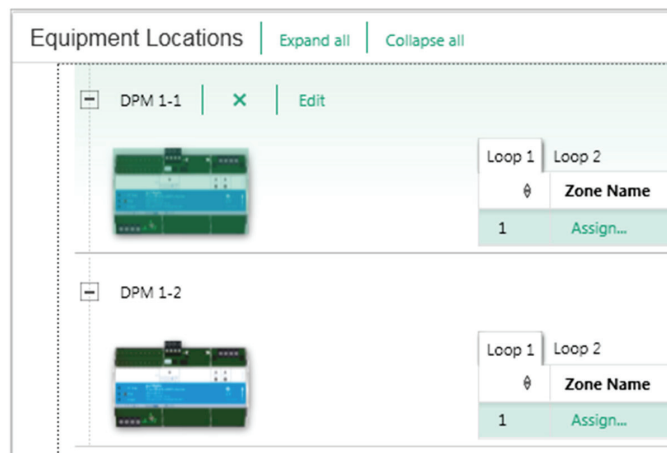 Equipment Locations Expand all Collapse all
DPM 1-1 × Edit
Loop 1 Loop 2
Zone Name
1 Assign...
DPM 1-2
Loop 1 Loop 2
Zone Name
1 Assign...